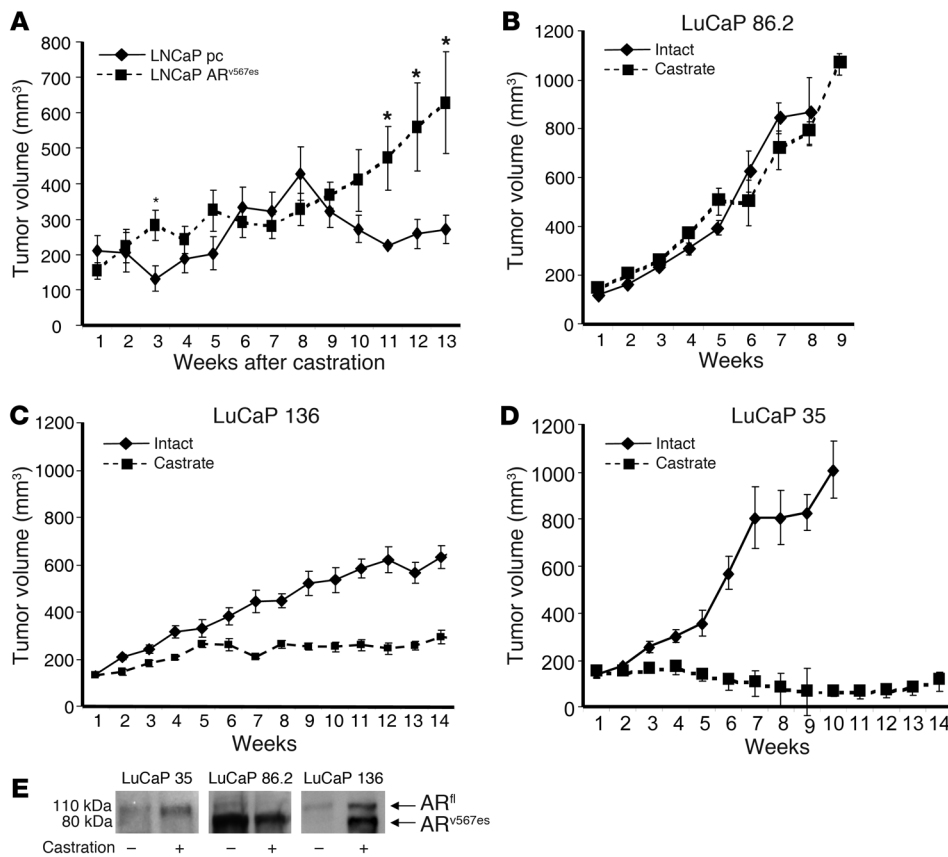 A
LNCaP pc
LNCaP ARv567es
Tumor volume (mm3)
800
700
600
500
400
300
200
100
0
*
*
*
*
1 2 3 4 5 6 7 8 9 10 11 12 13
Weeks after castration
B
LuCaP 86.2
Intact
Castrate
Tumor volume (mm3)
1200
1000
800
600
400
200
0
1 2 3 4 5 6 7 8 9
Weeks
C
LuCaP 136
Intact
Castrate
Tumor volume (mm3)
1200
1000
800
600
400
200
0
1 2 3 4 5 6 7 8 9 10 11 12 13 14
Weeks
D
LuCaP 35
Intact
Castrate
Tumor volume (mm3)
1200
1000
800
600
400
200
0
1 2 3 4 5 6 7 8 9 10 11 12 13 14
Weeks
E
LuCaP 35 LuCaP 86.2 LuCaP 136
110 kDa
80 kDa
ARfl
ARv567es
Castration – + – + – +